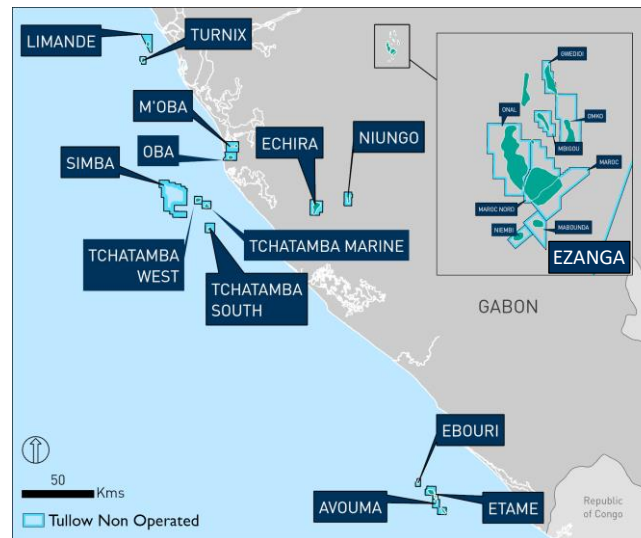 LIMANDE
TURNIX
M'OBA
OBA
SIMBA
ECHIRA
NIUNGO
TCHATAMBA
WEST
TCHATAMBA MARINE
TCHATAMBA
SOUTH
OMEDIDI
ONAL
OMKO
MBIGOU
MAROC
MAROC NORD
NIEMBI
MABOUNDA
EZANGA
GABON
EBOURI
AVOUMA
ETAME
Republic
of Congo
50
Kms
Tullow Non Operated